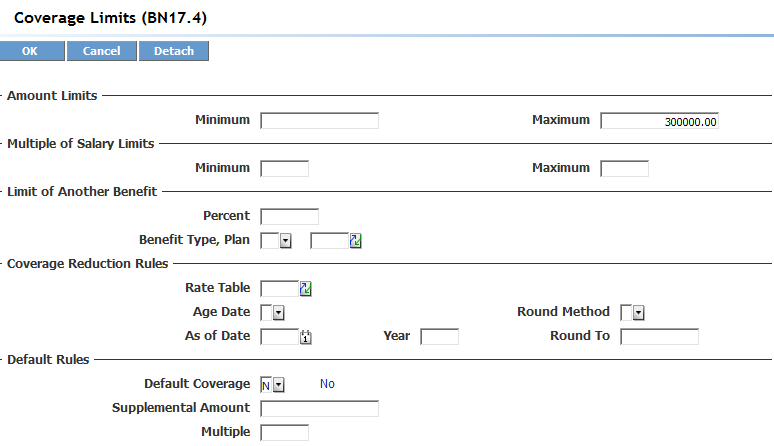 Coverage Limits (BN17.4)
OK Cancel Detach
Amount Limits
Minimum Maximum 300000.00
Multiple of Salary Limits
Minimum Maximum
Limit of Another Benefit
Percent
Benefit Type, Plan
Coverage Reduction Rules
Rate Table
Age Date Round Method
As of Date 1 Year Round To
Default Rules
Default Coverage N No
Supplemental Amount
Multiple